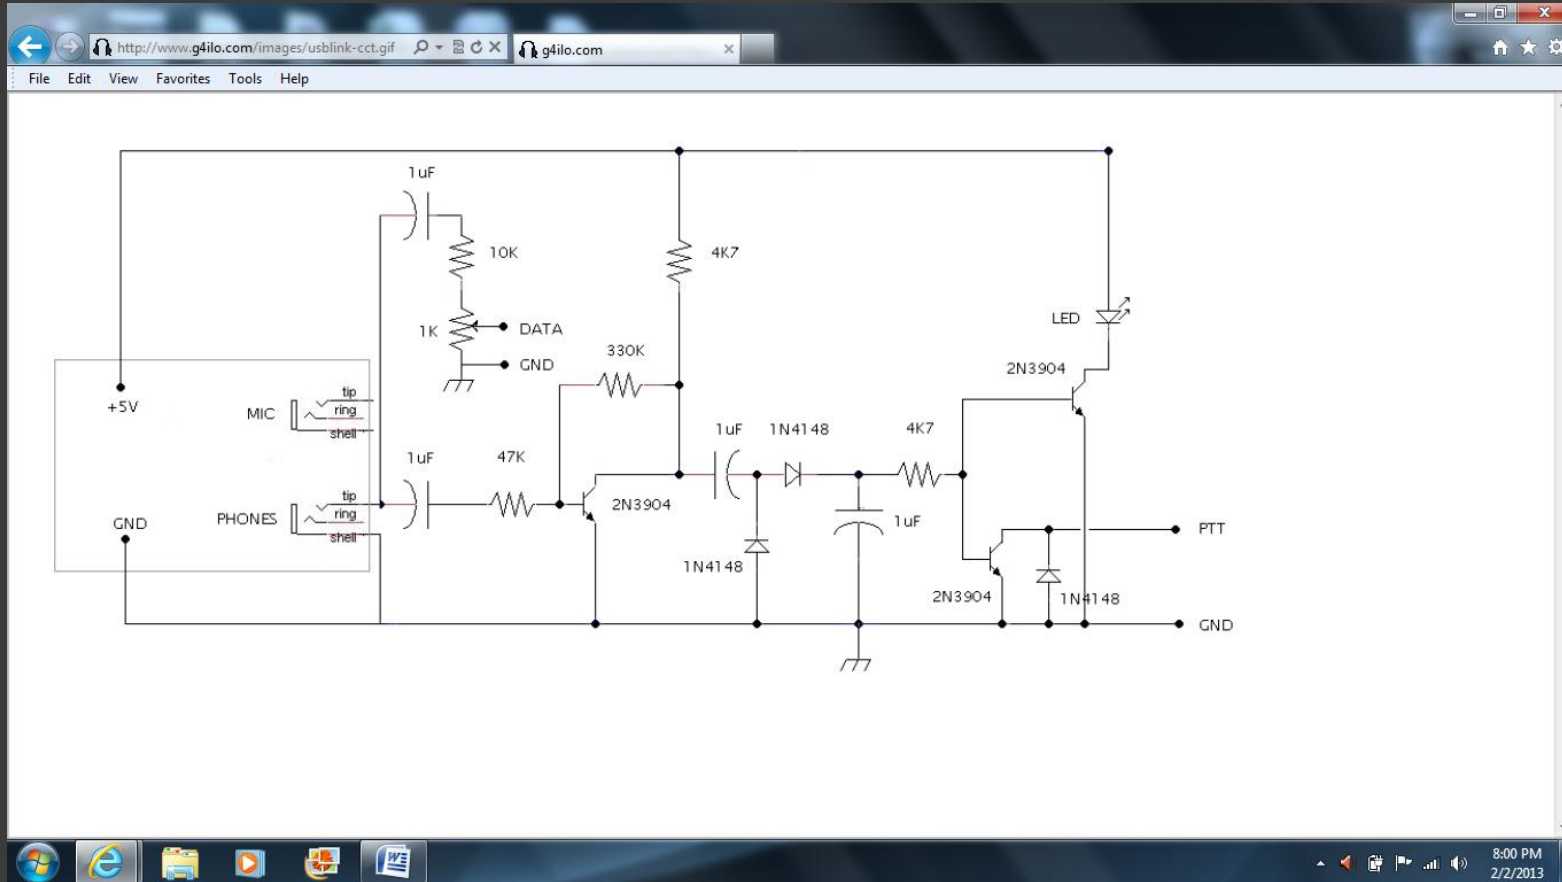 http://www.g4ilo.com/images/usblink-cct.gif
g4ilo.com
File Edit View Favorites Tools Help
1uF
10K
4K7
1K
DATA
GND
LED
330K
2N3904
+5V
MIC
tip
ring
shell
1uF
47K
1uF
1N4148
4K7
PHONES
tip
ring
shell
GND
2N3904
1uF
PTT
1N4148
2N3904
1N4148
GND
8:00 PM
2/2/2013